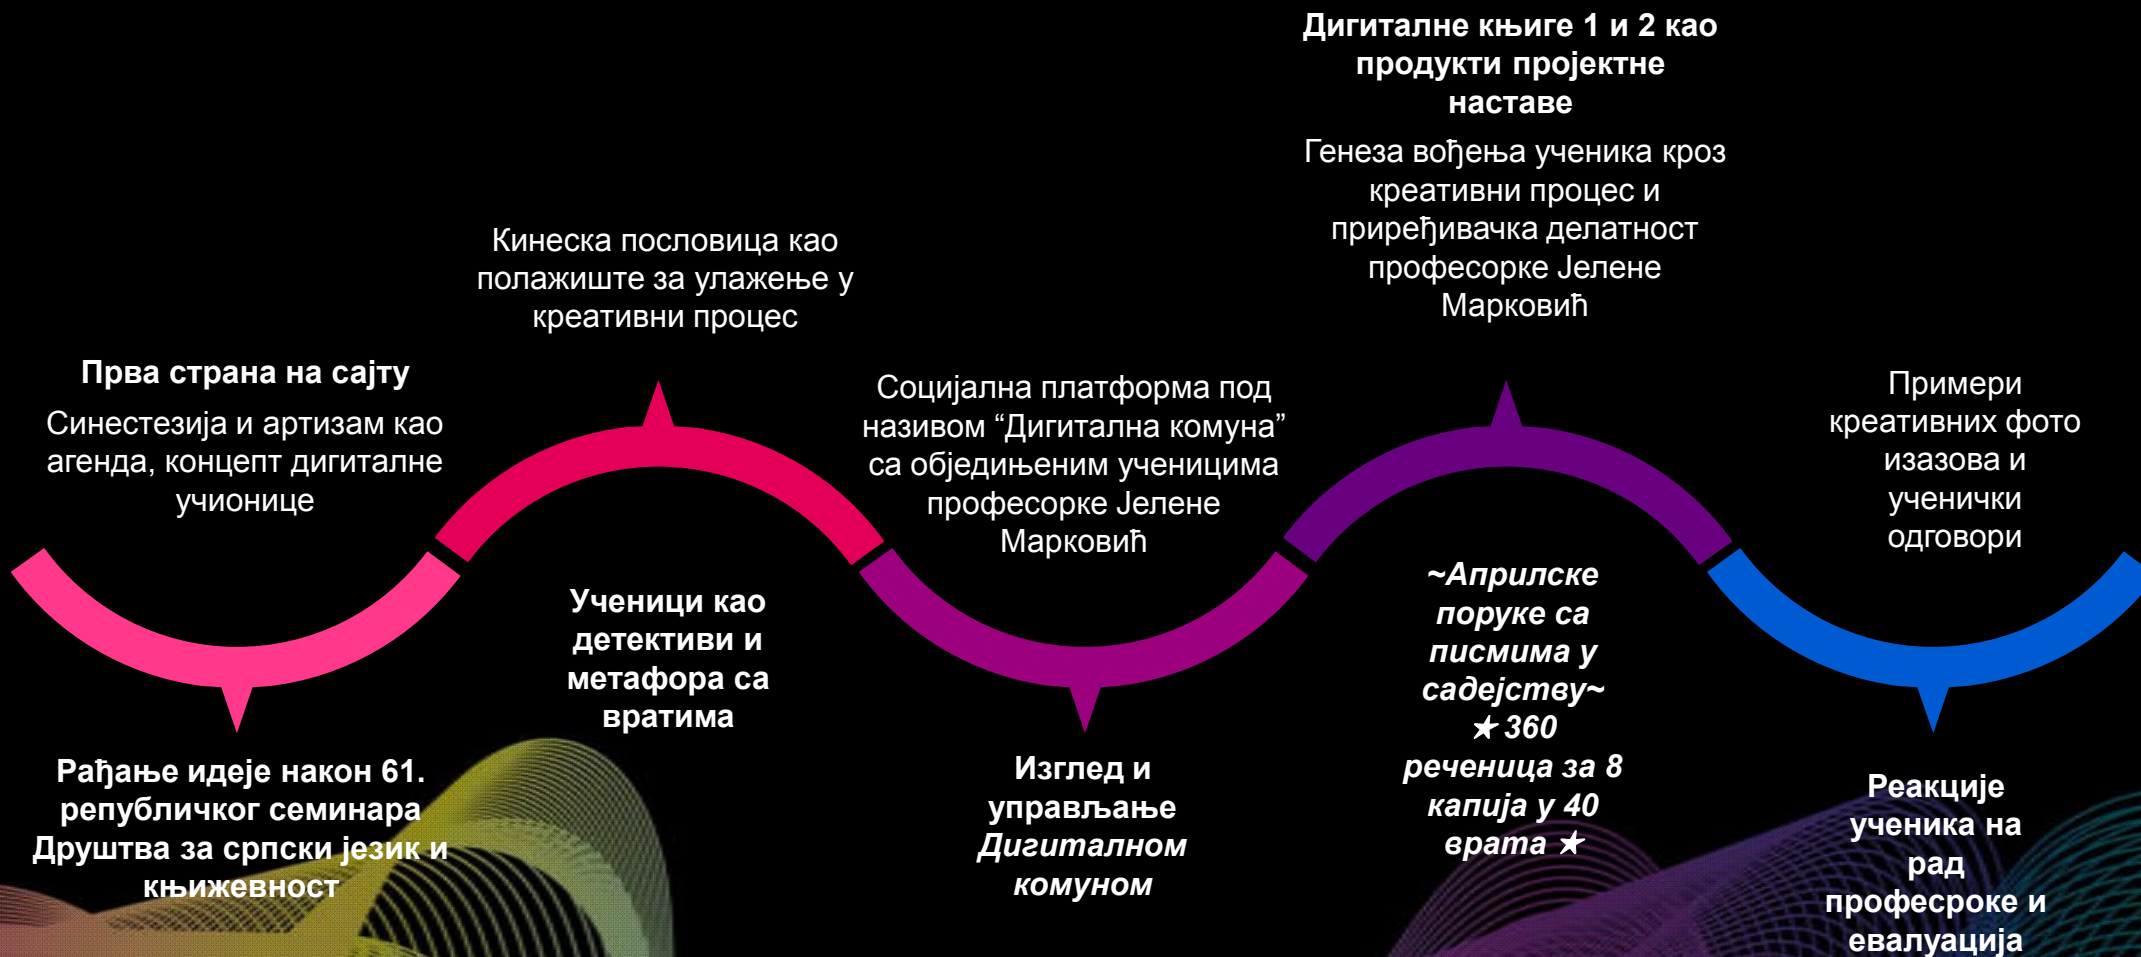 Прва страна на сајту
Синестезија и артизам као
агенда, концепт дигиталне
учионице
Рађање идеје након 61.
републичког семинара
Друштва за српски језик и
књижевност
Кинеска пословица као
полажиште за улажење у
креативни процес
Ученици као
детективи и
метафора са
вратима
Социјална платформа под
називом “Дигитална комуна”
са обједињеним ученицима
професорке Јелене
Марковић
Изглед и
управљање
Дигиталном
комуном
Дигиталне књиге 1 и 2 као
продукти пројектне
наставе
Генеза вођења ученика кроз
креативни процес и
приређивачка делатност
професорке Јелене
Марковић
~Априлске
поруке са
писмима у
садејству~
★ 360
реченица за 8
капија у 40
врата ★
Примери
креативних фото
изазова и
ученички
одговори
Реакције
ученика на
рад
професроке и
евалуација